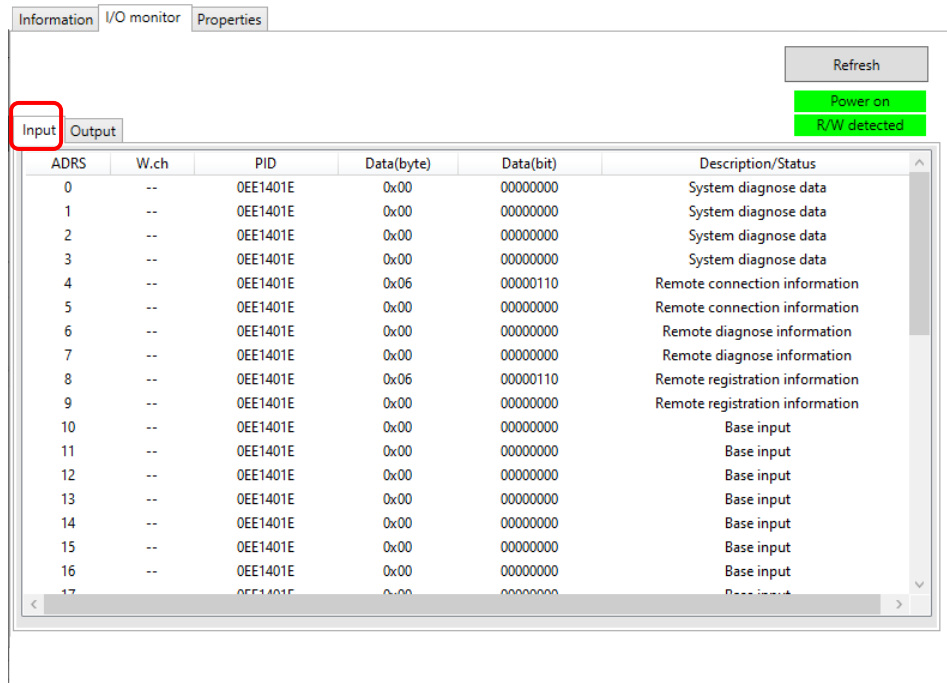 Information I/O monitor Properties
Refresh
Power on
R/W detected
Input Output
ADRS W.ch PID Data(byte) Data(bit) Description/Status
0 -- 0EE1401E 0x00 00000000 System diagnose data
1 -- 0EE1401E 0x00 00000000 System diagnose data
2 -- 0EE1401E 0x00 00000000 System diagnose data
3 -- 0EE1401E 0x00 00000000 System diagnose data
4 -- 0EE1401E 0x06 00000110 Remote connection information
5 -- 0EE1401E 0x00 00000000 Remote connection information
6 -- 0EE1401E 0x00 00000000 Remote diagnose information
7 -- 0EE1401E 0x00 00000000 Remote diagnose information
8 -- 0EE1401E 0x06 00000110 Remote registration information
9 -- 0EE1401E 0x00 00000000 Remote registration information
10 -- 0EE1401E 0x00 00000000 Base input
11 -- 0EE1401E 0x00 00000000 Base input
12 -- 0EE1401E 0x00 00000000 Base input
13 -- 0EE1401E 0x00 00000000 Base input
14 -- 0EE1401E 0x00 00000000 Base input
15 -- 0EE1401E 0x00 00000000 Base input
16 -- 0EE1401E 0x00 00000000 Base input